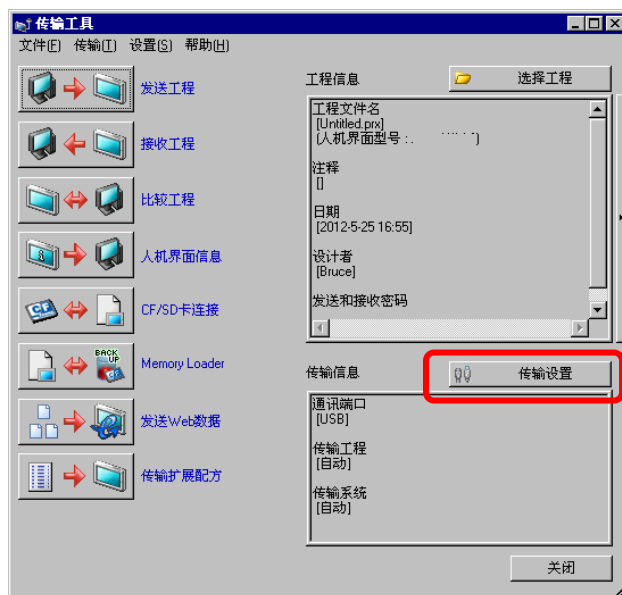 传输工具
文件(F) 传输(T) 设置(S) 帮助(H)
发送工程
接收工程
比较工程
人机界面信息
CF/SD卡连接
Memory Loader
发送Web数据
传输扩展配方
工程信息
选择工程
工程文件名
[Untitled.prx]
(人机界面型号:. )
注释
[]
日期
[2012-5-25 16:55]
设计者
[Bruce]
发送和接收密码
传输信息
传输设置
通讯端口
[USB]
传输工程
[自动]
传输系统
[自动]
关闭
CF
BACK UP